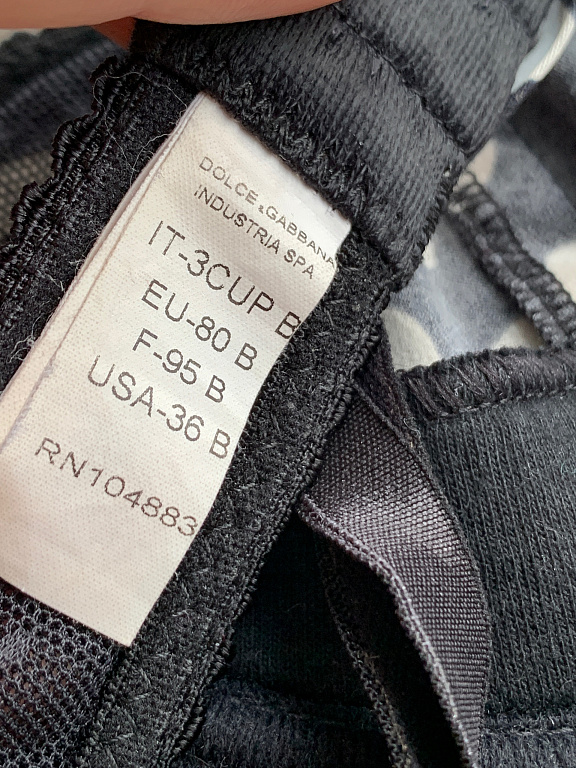 DOLCE & GABBANA
INDUSTRIA SPA
IT-3CUP B
EU-80 B
F-95 B
USA-36 B
RN104883